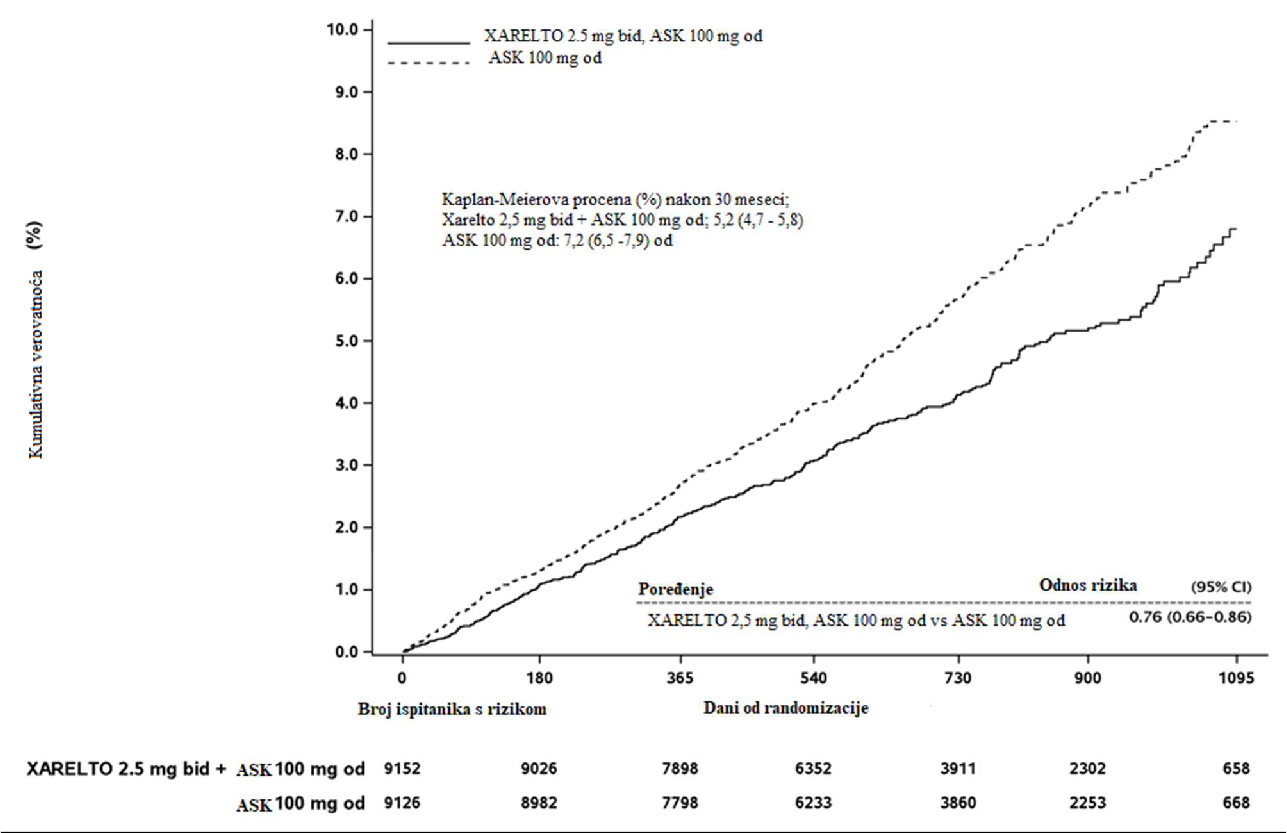 10.0
XARELTO 2.5 mg bid, ASK 100 mg od
ASK 100 mg od
9.0
8.0
Kaplan-Meierova procena (%) nakon 30 meseci;
Xarelto 2,5 mg bid + ASK 100 mg od; 5,2 (4,7 - 5,8)
ASK 100 mg od: 7,2 (6,5 -7,9) od
7.0
Kumulativna verovatnoća (%)
6.0
5.0
4.0
3.0
2.0
1.0
Poređenje Odnos rizika (95% CI)
XARELTO 2,5 mg bid, ASK 100 mg od vs ASK 100 mg od 0.76 (0.66–0.86)
0.0
0 180 365 540 730 900 1095
Broj ispitanika s rizikom Dani od randomizacije
XARELTO 2.5 mg bid + ASK 100 mg od 9152 9026 7898 6352 3911 2302 658
ASK 100 mg od 9126 8982 7798 6233 3860 2253 668